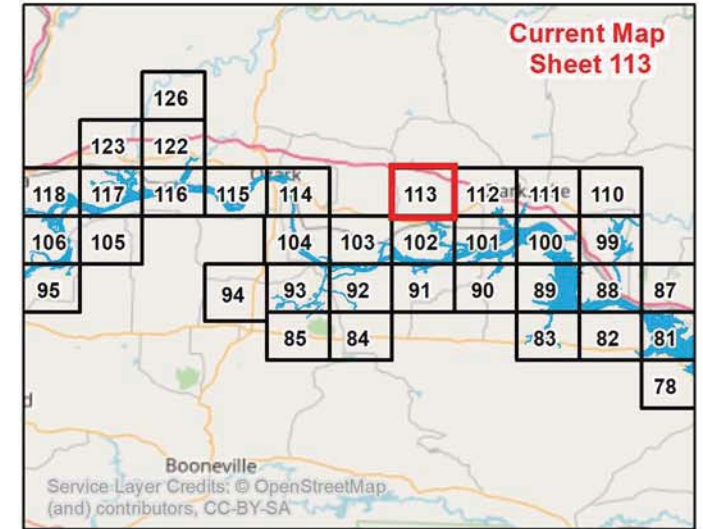 Current Map
Sheet 113
126
123 122
Ozark
118 117 116 115 114 113 112 111 110
106 105 104 103 102 101 100 99
95 94 93 92 91 90 89 88 87
85 84 83 82 81
78
Booneville
Service Layer Credits: © OpenStreetMap
(and) contributors, CC-BY-SA